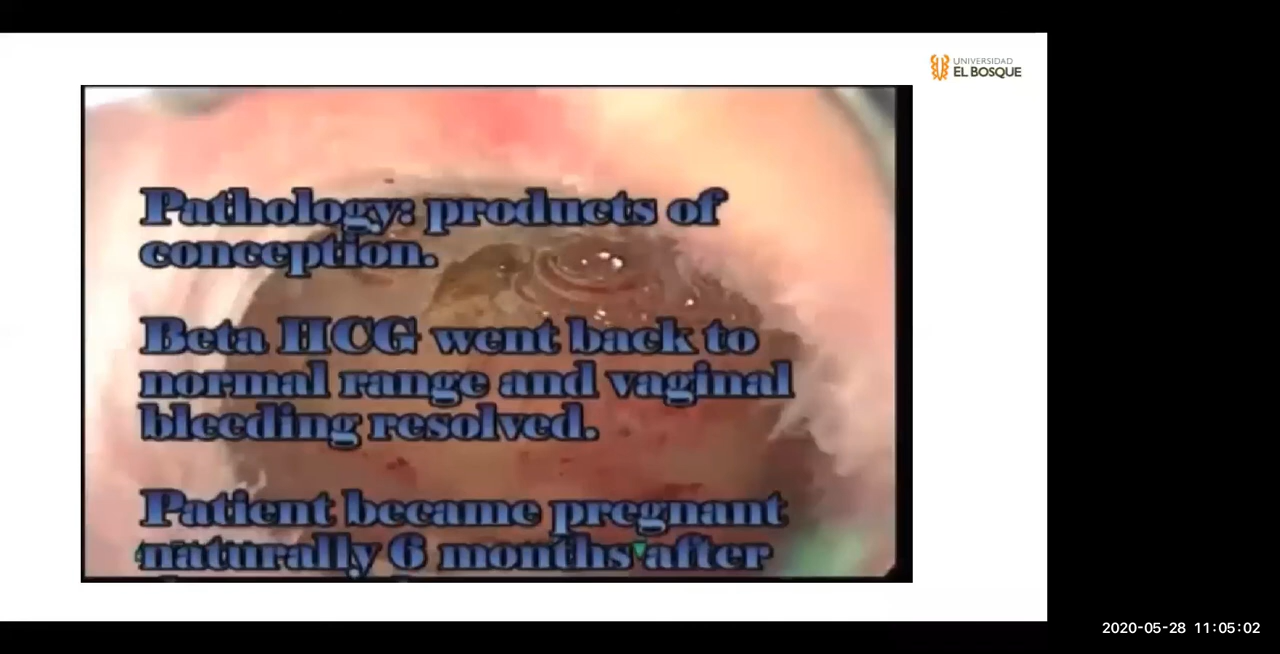 UNIVERSIDAD
EL BOSQUE
Pathology: products of
conception.
Beta HCG went back to
normal range and vaginal
bleeding resolved.
Patient became pregnant
naturally 6 months after
2020-05-28 11:05:02